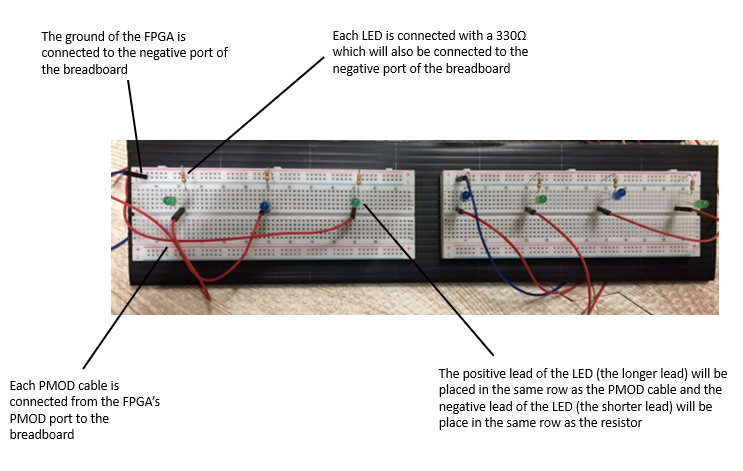 The ground of the FPGA is
connected to the negative port of
the breadboard
Each LED is connected with a 330Ω
which will also be connected to the
negative port of the breadboard
Each PMOD cable is
connected from the FPGA's
PMOD port to the
breadboard
The positive lead of the LED (the longer lead) will be
placed in the same row as the PMOD cable and the
negative lead of the LED (the shorter lead) will be
place in the same row as the resistor